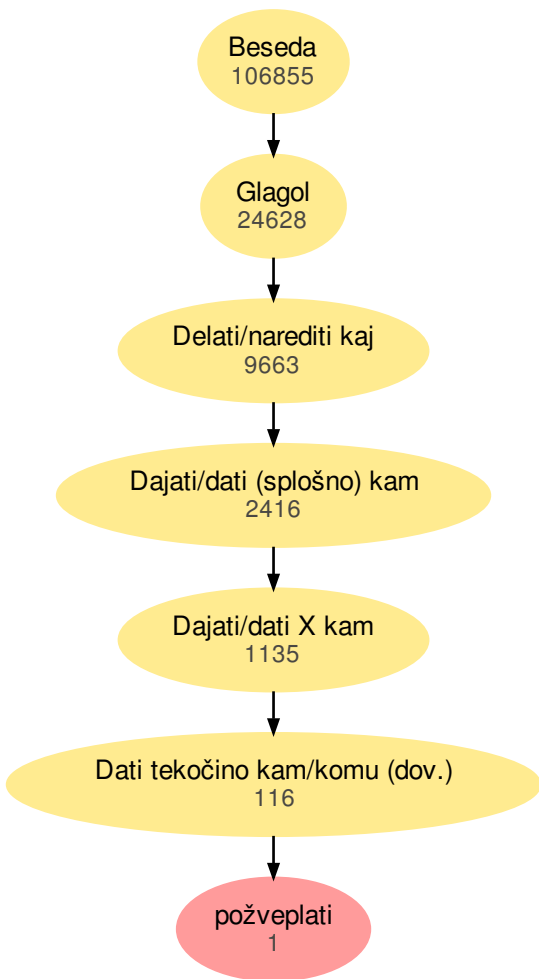 Beseda
106855
Glagol
24628
Delati/narediti kaj
9663
Dajati/dati (splošno) kam
2416
Dajati/dati X kam
1135
Dati tekočino kam/komu (dov.)
116
požveplati
1